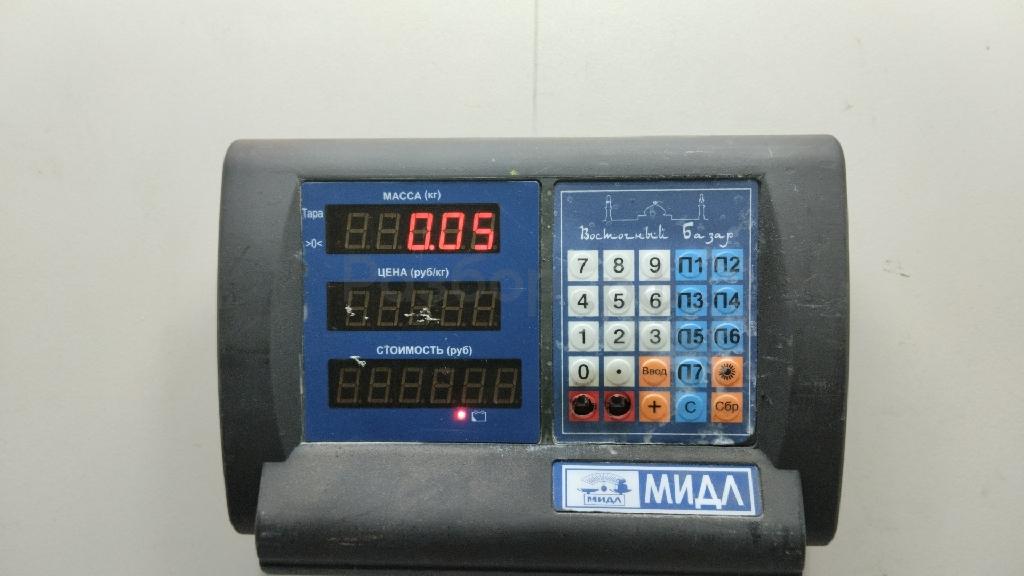 МАССА (кг)
Тара
0.05
>0<
ЦЕНА (руб/кг)
СТОИМОСТЬ (руб)
Восточный Базар
7 8 9 П1 П2
4 5 6 П3 П4
1 2 3 П5 П6
0 . Ввод П7
+ С Сбр
МИДЛ
МИДЛ